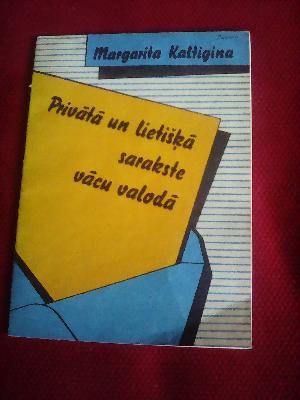 Margarita Kaltigina
Privātā un lietišķā
sarakste
vācu valodā